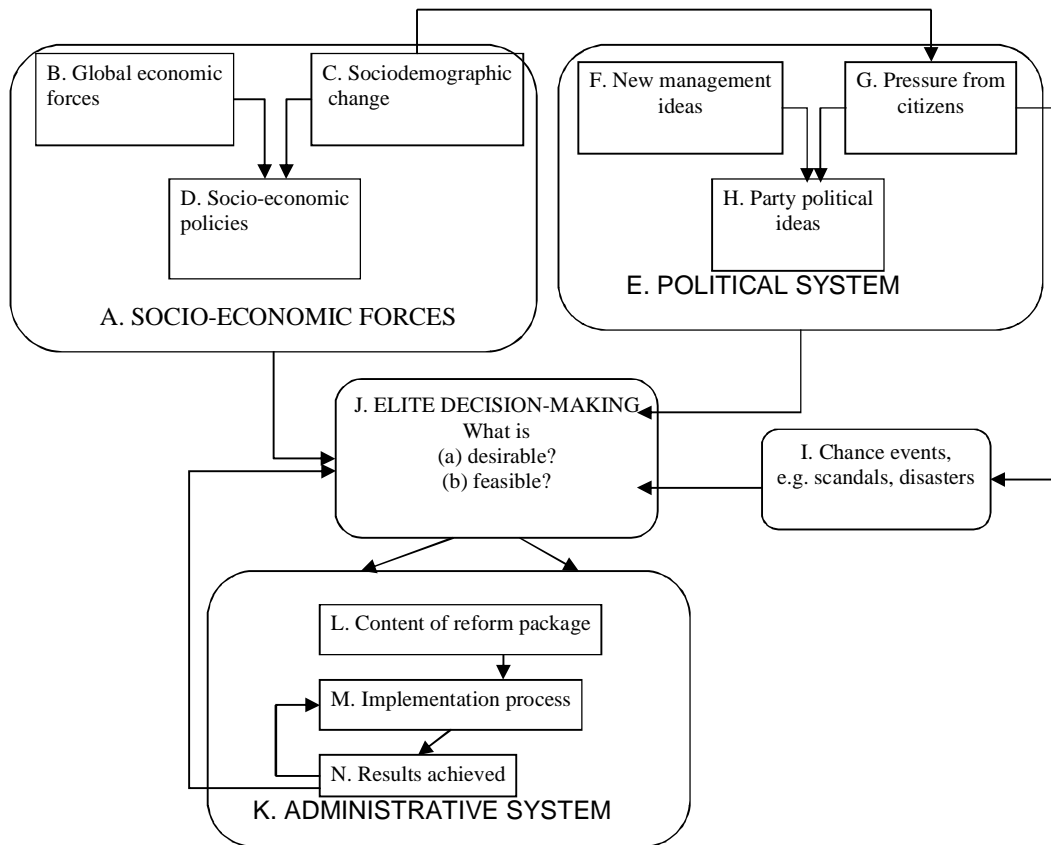 B. Global economic
forces
C. Sociodemographic
change
D. Socio-economic
policies
A. SOCIO-ECONOMIC FORCES
F. New management
ideas
G. Pressure from
citizens
H. Party political
ideas
E. POLITICAL SYSTEM
J. ELITE DECISION-MAKING
What is
(a) desirable?
(b) feasible?
I. Chance events,
e.g. scandals, disasters
L. Content of reform package
M. Implementation process
N. Results achieved
K. ADMINISTRATIVE SYSTEM